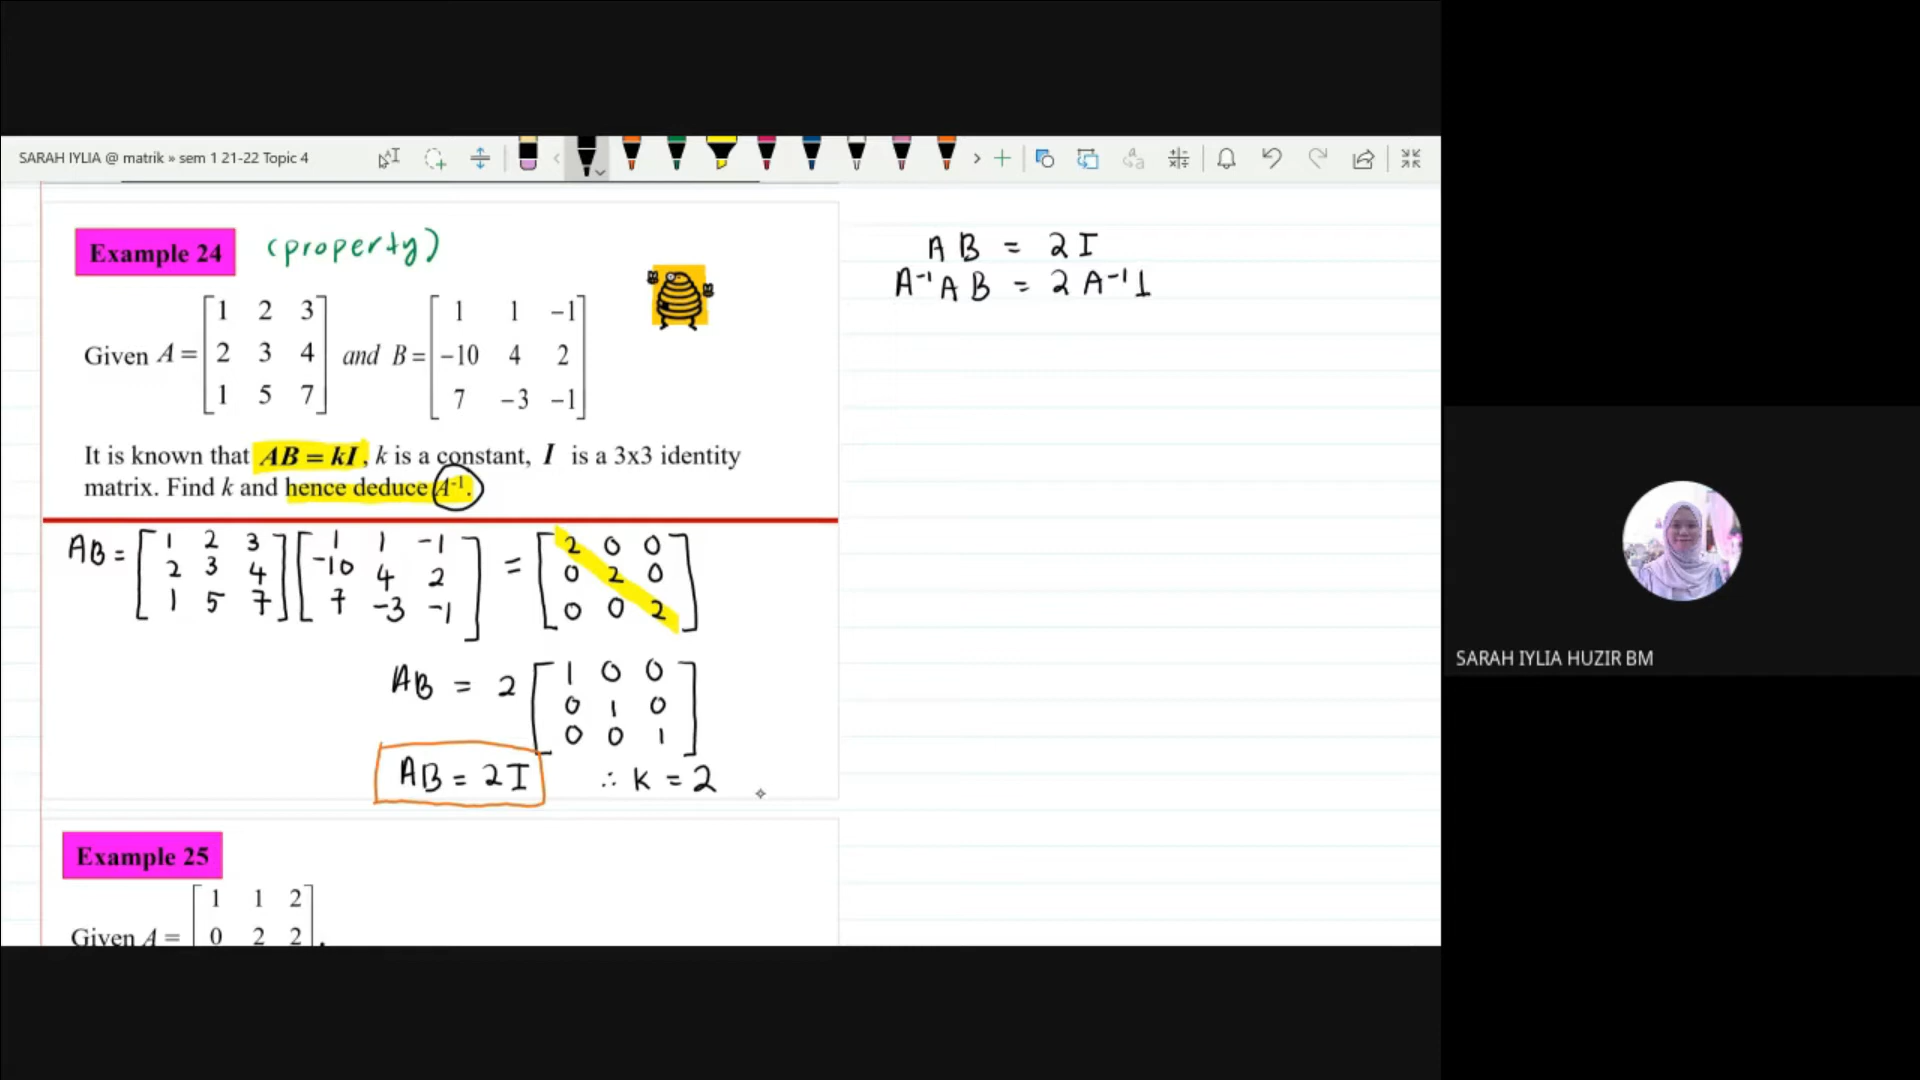 SARAH IYLIA @ matrik » sem 1 21-22 Topic 4
Example 24 (property)
Given A = [1 2 3
2 3 4
1 5 7] and B = [1 1 −1
−10 4 2
7 −3 −1]
It is known that AB = kI, k is a constant, I is a 3x3 identity
matrix. Find k and hence deduce A⁻¹.
AB = [1 2 3
2 3 4
1 5 7] [1 1 -1
-10 4 2
7 -3 -1] = [2 0 0
0 2 0
0 0 2]
AB = 2 [1 0 0
0 1 0
0 0 1]
AB = 2I ∴ K = 2
Example 25
Given A = [1 1 2
0 2 2
AB = 2I
A⁻¹AB = 2A⁻¹I
SARAH IYLIA HUZIR BM